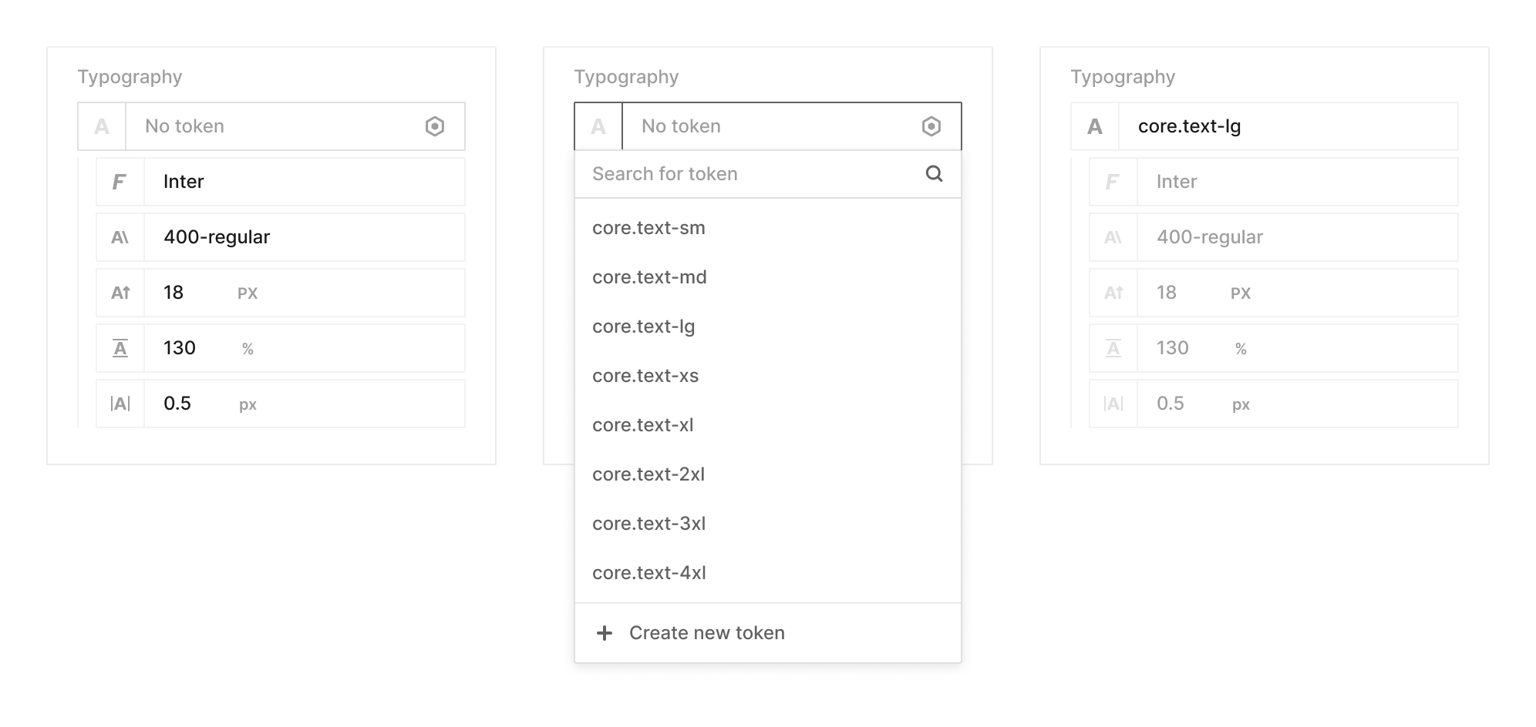 Typography
A No token
F Inter
A\ 400-regular
A↑ 18 PX
A 130 %
|A| 0.5 px
Typography
A No token
Search for token
core.text-sm
core.text-md
core.text-lg
core.text-xs
core.text-xl
core.text-2xl
core.text-3xl
core.text-4xl
+ Create new token
Typography
A core.text-lg
F Inter
A\ 400-regular
A↑ 18 PX
A 130 %
|A| 0.5 px